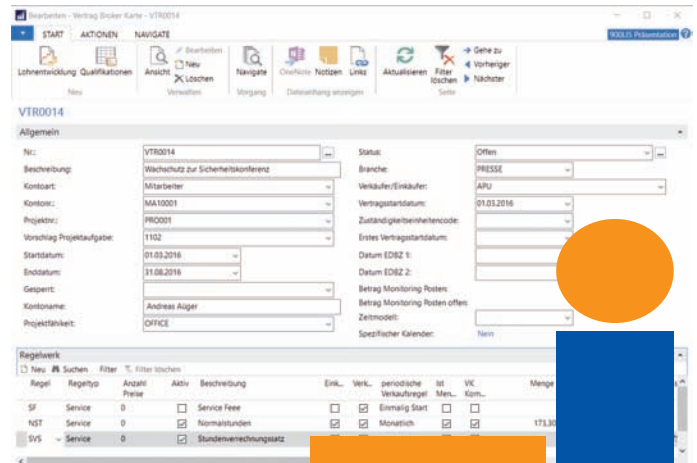 Bearbeiten - Vertrag Broker Karte - VTR0014
START AKTIONEN NAVIGATE 900LIS Präsentation
Lohnentwicklung Qualifikationen Ansicht Bearbeiten Neu Löschen Navigate OneNote Notizen Links Aktualisieren Filter löschen Gehe zu Vorheriger Nächster
Neu Verwalten Vorgang Dateianhang anzeigen Seite
VTR0014
Allgemein
Nr.: VTR0014 Status: Offen
Beschreibung: Wachschutz zur Sicherheitskonferenz Branche: PRESSE
Kontoart: Mitarbeiter Verkäufer/Einkäufer: APU
Kontonr.: MA10001 Vertragsstartdatum: 01.03.2016
Projektnr.: PRO001 Zuständigkeitseinheitencode:
Vorschlag Projektaufgabe: 1102 Erstes Vertragsstartdatum:
Startdatum: 01.03.2016 Datum EDBZ 1:
Enddatum: 31.08.2016 Datum EDBZ 2:
Gesperrt: Betrag Monitoring Posten:
Kontoname: Andreas Aüger Betrag Monitoring Posten offen:
Projektfähikeit: OFFICE Zeitmodell:
Spezifischer Kalender: Nein
Regelwerk
Neu Suchen Filter Filter löschen
Regel Regeltyp Anzahl Preise Aktiv Beschreibung Eink... Verk... periodische Verkaufsregel Ist Men... VK Kom... Menge
SF Service 0 Service Feee Einmalig Start
NST Service 0 Normalstunden Monatlich 173,30
SVS Service 0 Stundenverrechnungssatz